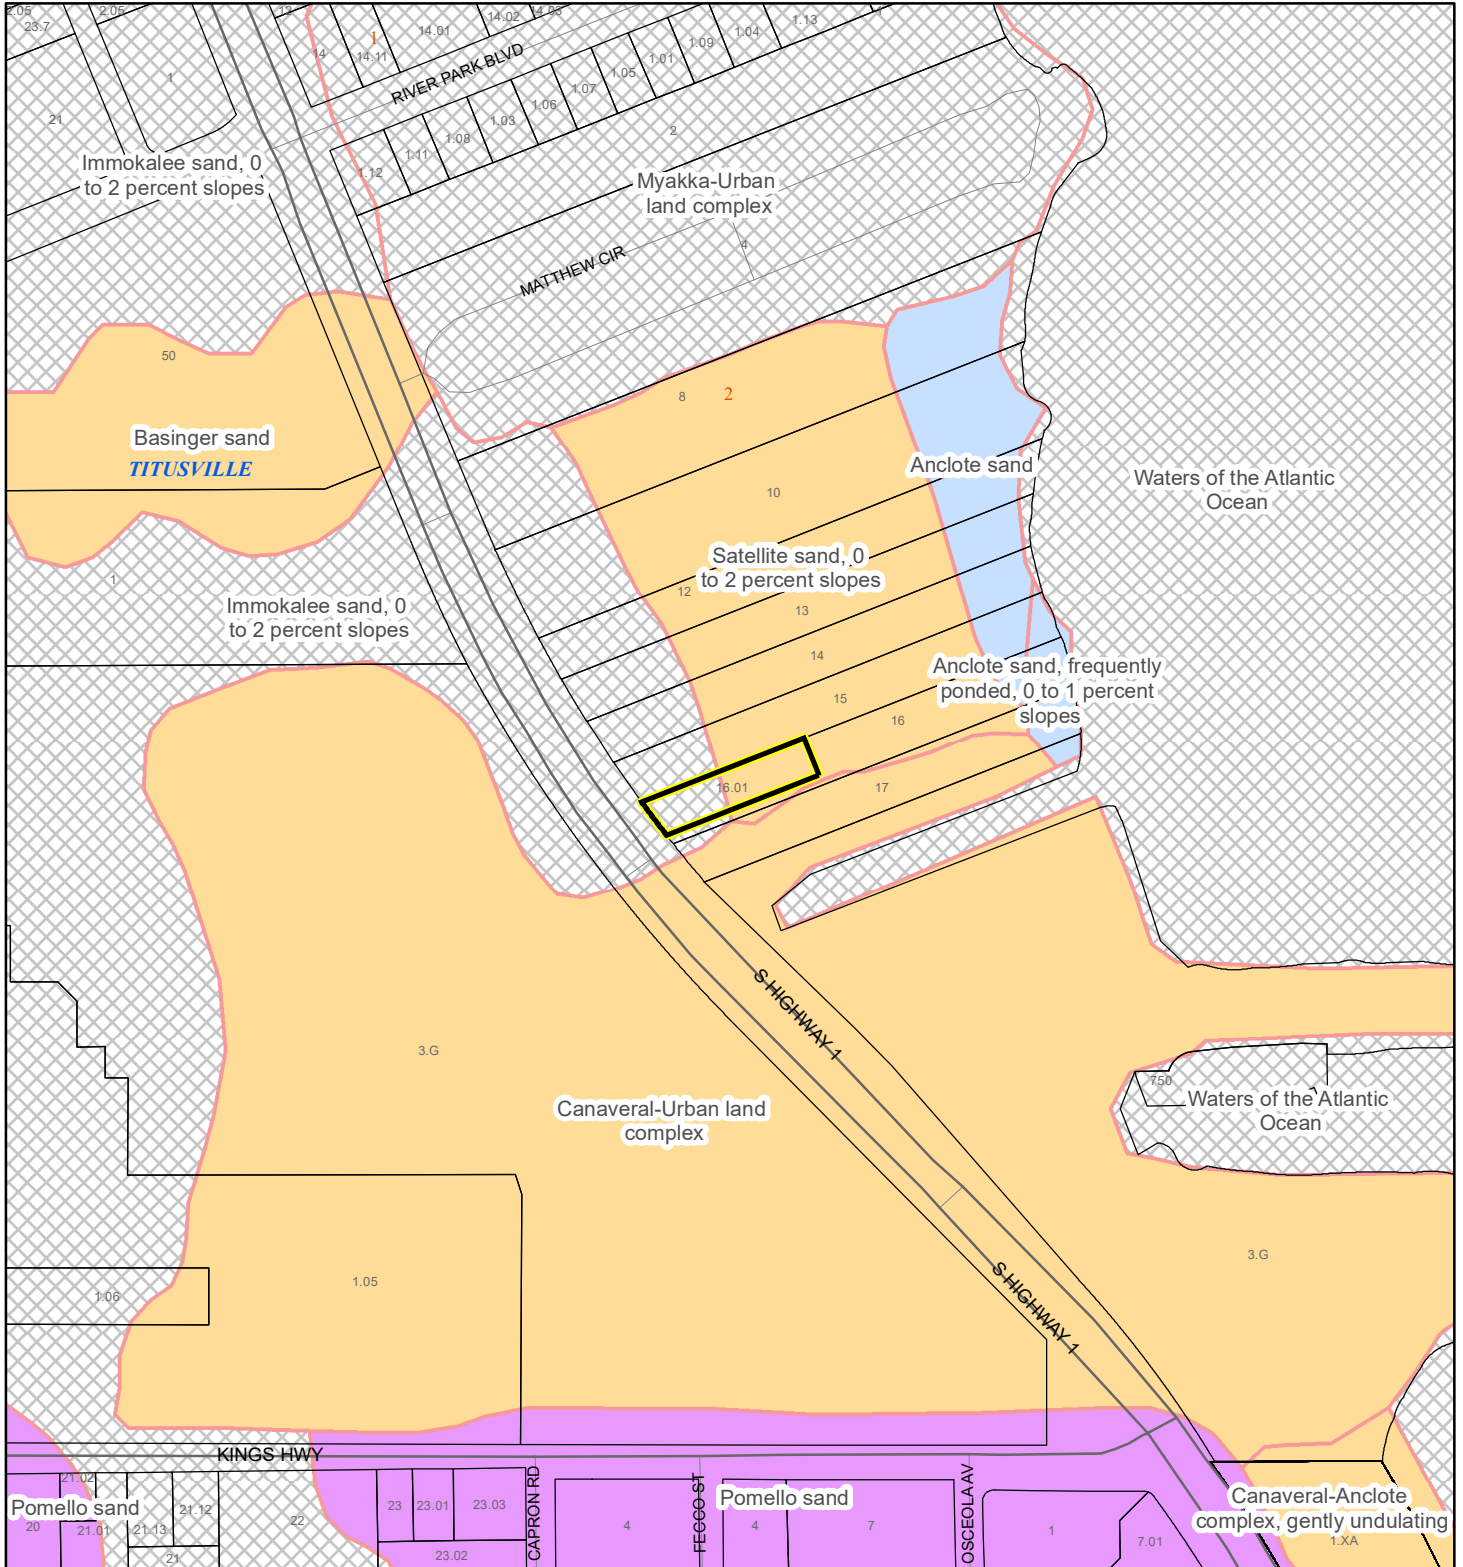 2.05
2.05
23.7
13
14.02
14.03
14.01
14
1
14.11
1.13
1.04
1.09
1.01
1.05
1.07
1.06
1.03
1.08
1.11
1.12
RIVER PARK BLVD
1
21
2
Immokalee sand, 0
to 2 percent slopes
Myakka-Urban
land complex
4
MATTHEW CIR
50
8
2
Basinger sand
TITUSVILLE
Anclote sand
10
Waters of the Atlantic
Ocean
Satellite sand, 0
to 2 percent slopes
1
12
13
Immokalee sand, 0
to 2 percent slopes
14
Anclote sand, frequently
ponded, 0 to 1 percent
slopes
15
16
16.01
17
S HIGHWAY 1
3.G
750
Waters of the Atlantic
Ocean
Canaveral-Urban land
complex
3.G
1.05
1.06
S HIGHWAY 1
KINGS HWY
21.02
Pomello sand
20
21.01
21.13
21.12
21
22
23
23.01
23.03
23.02
CAPRON RD
4
FECCO ST
Pomello sand
4
7
OSCEOLA AV
1
7.01
Canaveral-Anclote
complex, gently undulating
1.XA